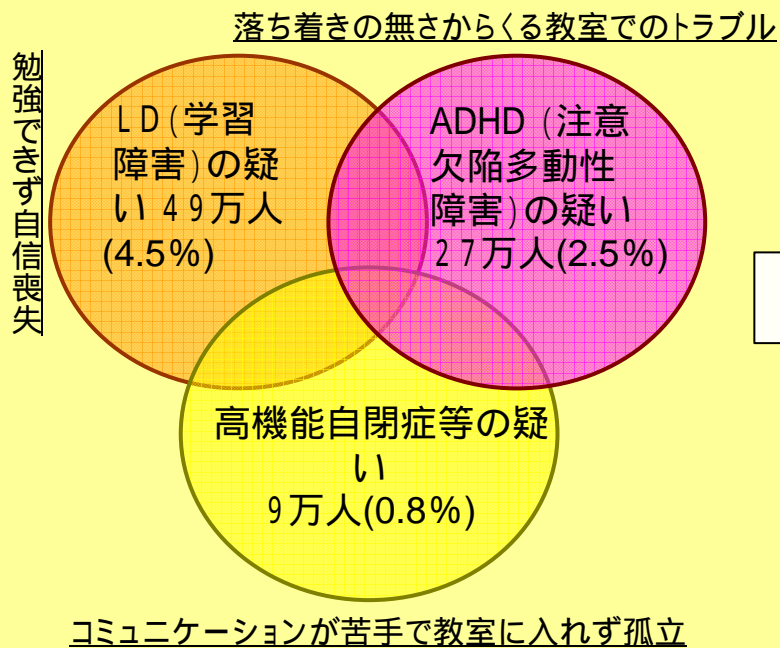 落ち着きの無さからくる教室でのトラブル
勉強できず自信喪失
LD(学習
障害)の疑
い 49万人
(4.5%)
ADHD (注意
欠陥多動性
障害)の疑い
27万人(2.5%)
高機能自閉症等の疑
い
9万人(0.8%)
コミュニケーションが苦手で教室に入れず孤立